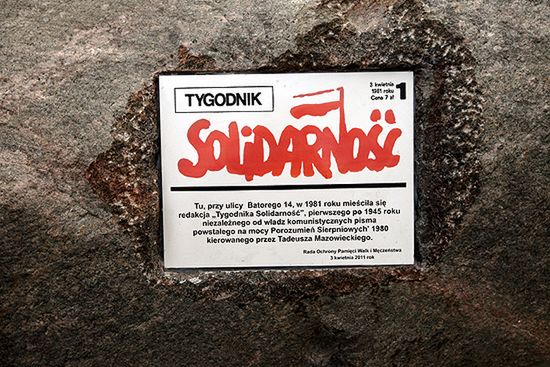 TYGODNIK
3 kwietnia
1981 roku
Cena 7 zł
1
SOLIDARNOŚĆ
Tu, przy ulicy Batorego 14, w 1981 roku mieściła się
redakcja „Tygodnika Solidarność”, pierwszego po 1945 roku
niezależnego od władz komunistycznych pisma
powstałego na mocy Porozumień Sierpniowych' 1980
kierowanego przez Tadeusza Mazowieckiego.
Rada Ochrony Pamięci Walk i Męczeństwa
3 kwietnia 2011 rok